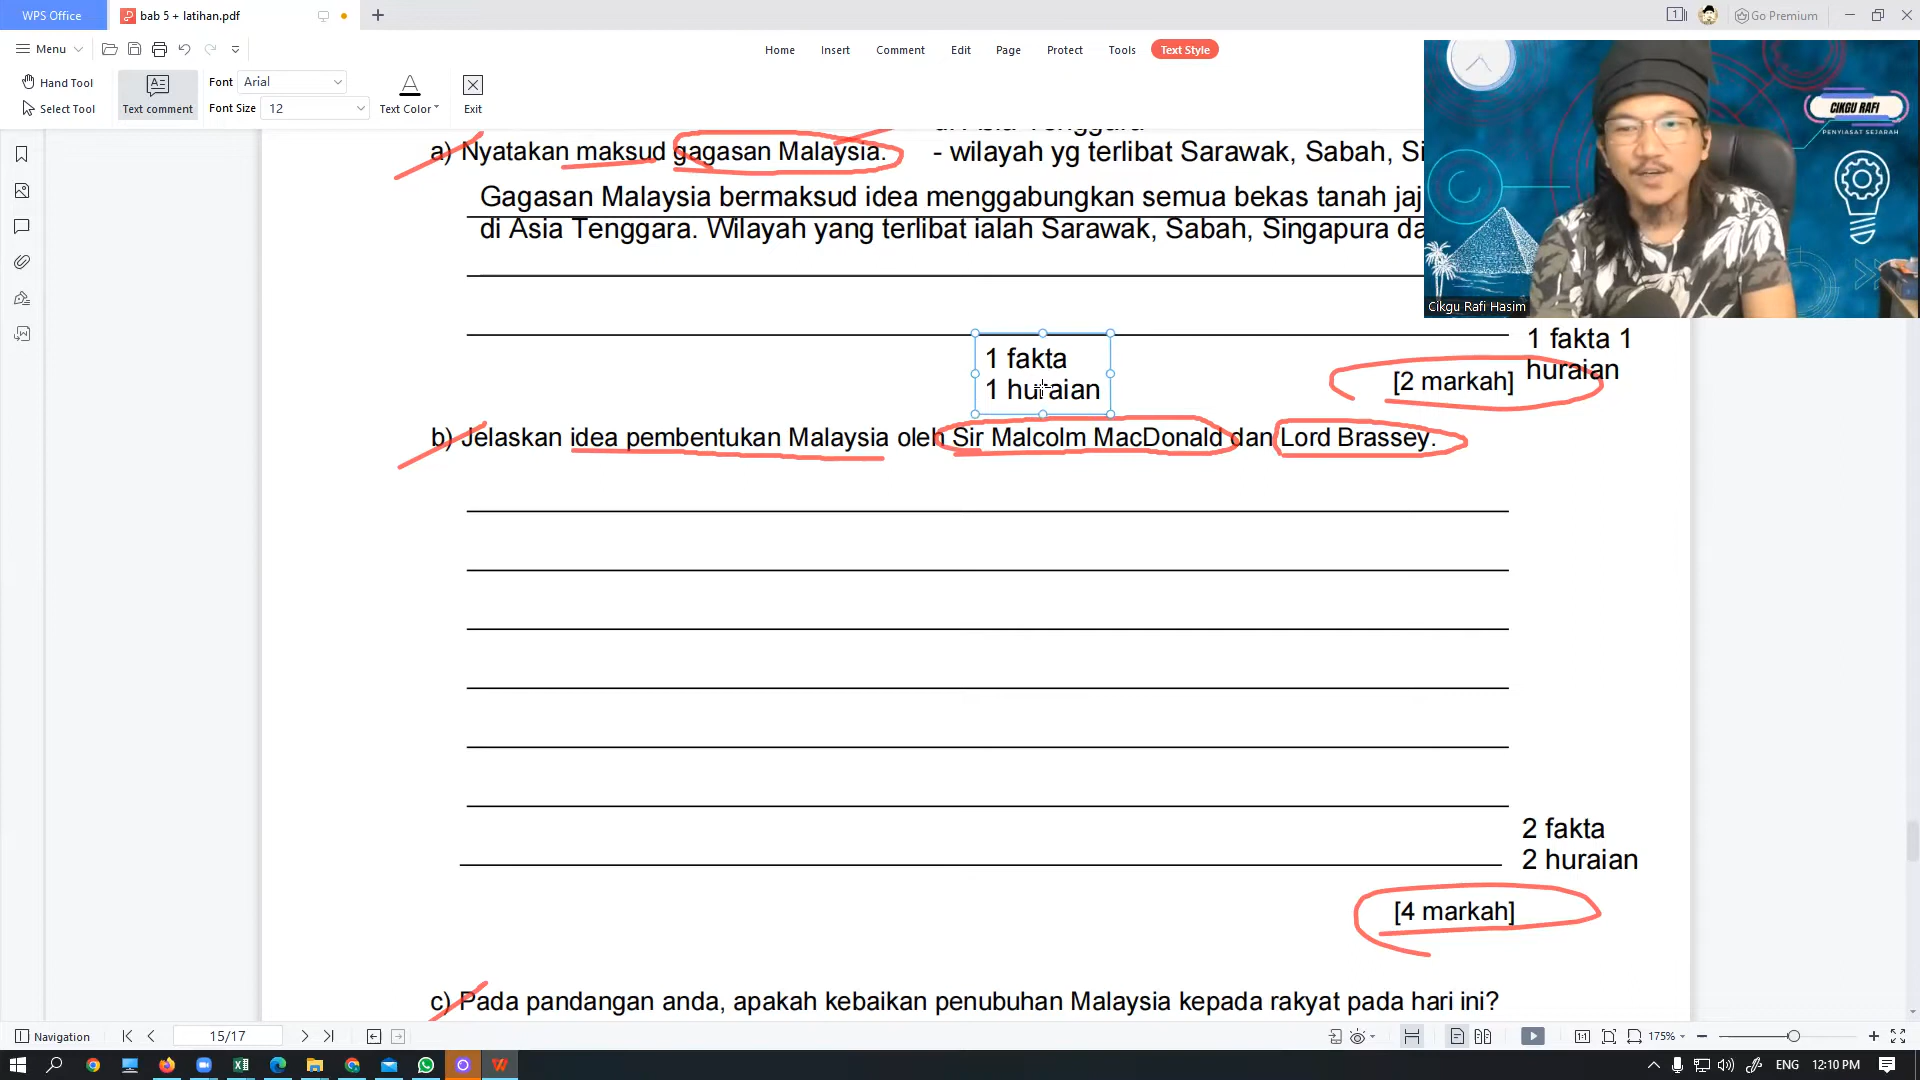 WPS Office
bab 5 + latihan.pdf
1
Go Premium
Menu
Home Insert Comment Edit Page Protect Tools Text Style
Hand Tool
Select Tool
Text comment
Font Arial
Font Size 12
Text Color
Exit
CIKGU RAFI
PENYIASAT SEJARAH
Cikgu Rafi Hasim
a) Nyatakan maksud gagasan Malaysia.
- wilayah yg terlibat Sarawak, Sabah, Si
Gagasan Malaysia bermaksud idea menggabungkan semua bekas tanah jaj
di Asia Tenggara. Wilayah yang terlibat ialah Sarawak, Sabah, Singapura da
1 fakta 1
huraian
[2 markah]
1 fakta
1 huraian
b) Jelaskan idea pembentukan Malaysia oleh Sir Malcolm MacDonald dan Lord Brassey.
2 fakta
2 huraian
[4 markah]
c) Pada pandangan anda, apakah kebaikan penubuhan Malaysia kepada rakyat pada hari ini?
Navigation
15/17
175%
ENG
12:10 PM